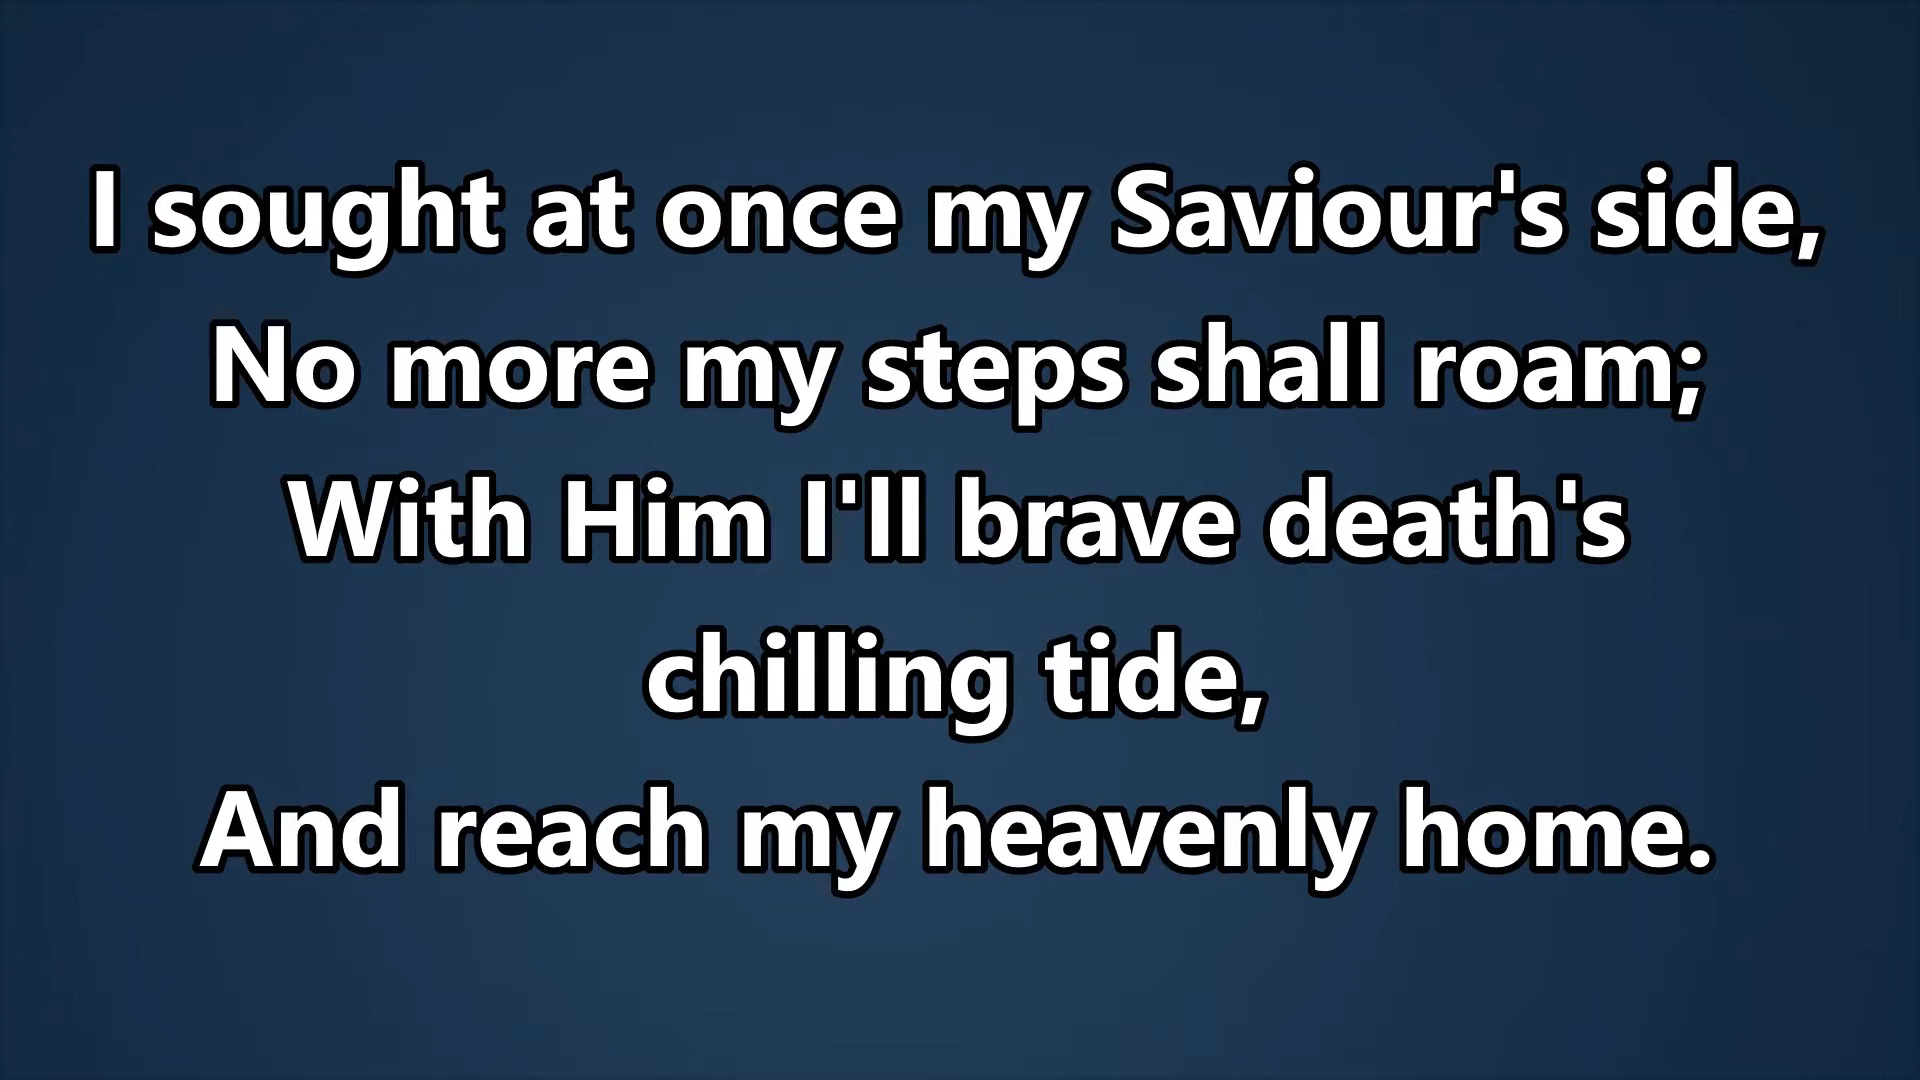 I sought at once my Saviour's side,
No more my steps shall roam;
With Him I'll brave death's
chilling tide,
And reach my heavenly home.